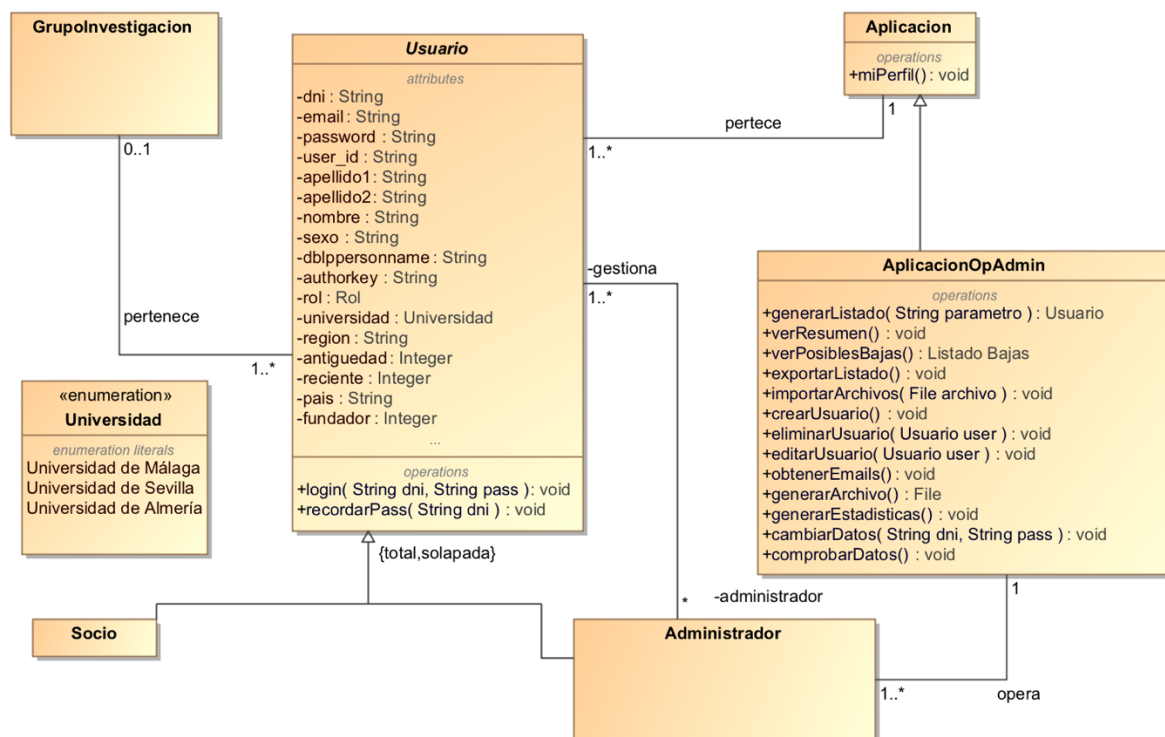 GrupoInvestigacion
0..1
pertenece
1..*
«enumeration»
Universidad
enumeration literals
Universidad de Málaga
Universidad de Sevilla
Universidad de Almería
Usuario
attributes
-dni : String
-email : String
-password : String
-user_id : String
-apellido1 : String
-apellido2 : String
-nombre : String
-sexo : String
-dblppersonname : String
-authorkey : String
-rol : Rol
-universidad : Universidad
-region : String
-antiguedad : Integer
-reciente : Integer
-pais : String
-fundador : Integer
...
operations
+login( String dni, String pass ) : void
+recordarPass( String dni ) : void
{total,solapada}
Socio
pertece
1..*
1
Aplicacion
operations
+miPerfil() : void
-gestiona
1..*
AplicacionOpAdmin
operations
+generarListado( String parametro ) : Usuario
+verResumen() : void
+verPosiblesBajas() : Listado Bajas
+exportarListado() : void
+importarArchivos( File archivo ) : void
+crearUsuario() : void
+eliminarUsuario( Usuario user ) : void
+editarUsuario( Usuario user ) : void
+obtenerEmails() : void
+generarArchivo() : File
+generarEstadisticas() : void
+cambiarDatos( String dni, String pass ) : void
+comprobarDatos() : void
1
-administrador
*
Administrador
1..*
opera